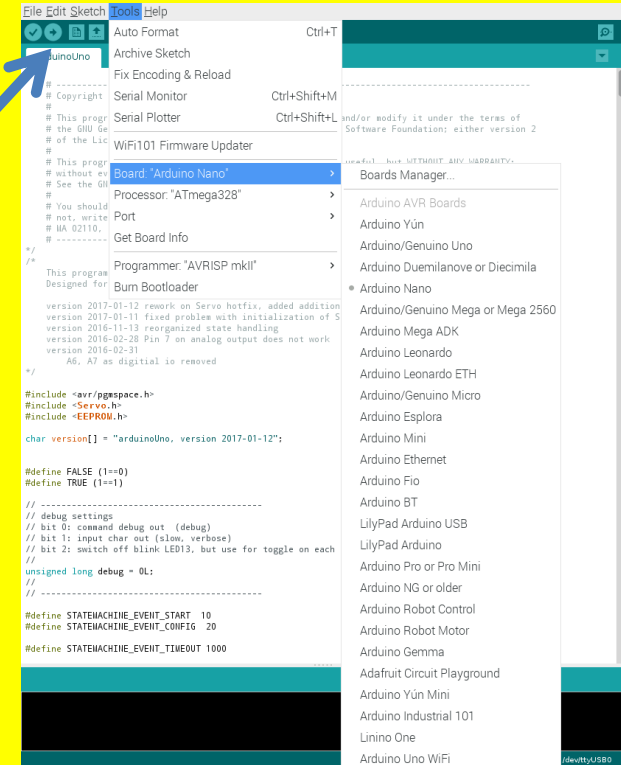 File Edit Sketch Tools Help
Auto Format Ctrl+T
Archive Sketch
Fix Encoding & Reload
Serial Monitor Ctrl+Shift+M
Serial Plotter Ctrl+Shift+L
WiFi101 Firmware Updater
Board: "Arduino Nano"
Processor: "ATmega328"
Port
Get Board Info
Programmer: "AVRISP mkII"
Burn Bootloader
Boards Manager...
Arduino AVR Boards
Arduino Yún
Arduino/Genuino Uno
Arduino Duemilanove or Diecimila
Arduino Nano
Arduino/Genuino Mega or Mega 2560
Arduino Mega ADK
Arduino Leonardo
Arduino Leonardo ETH
Arduino/Genuino Micro
Arduino Esplora
Arduino Mini
Arduino Ethernet
Arduino Fio
Arduino BT
LilyPad Arduino USB
LilyPad Arduino
Arduino Pro or Pro Mini
Arduino NG or older
Arduino Robot Control
Arduino Robot Motor
Arduino Gemma
Adafruit Circuit Playground
Arduino Yún Mini
Arduino Industrial 101
Linino One
Arduino Uno WiFi
duinoUno
# ----------
# Copyright
#
# This progr and/or modify it under the terms of
# the GNU Ge Software Foundation; either version 2
# of the Lic
#
# This progr useful, but WITHOUT ANY WARRANTY;
# without ev
# See the GN
#
# You should
# not, write
# MA 02110,
# ----------
*/
/*
This program
Designed for
version 2017-01-12 rework on Servo hotfix, added addition
version 2017-01-11 fixed problem with initialization of S
version 2016-11-13 reorganized state handling
version 2016-02-28 Pin 7 on analog output does not work
version 2016-02-31
A6, A7 as digitial io removed
*/
#include <avr/pgmspace.h>
#include <Servo.h>
#include <EEPROM.h>
char version[] = "arduinoUno, version 2017-01-12";
#define FALSE (1==0)
#define TRUE (1==1)
// ----------------------------------------
// debug settings
// bit 0: command debug out (debug)
// bit 1: input char out (slow, verbose)
// bit 2: switch off blink LED13, but use for toggle on each
//
unsigned long debug = 0L;
//
// ----------------------------------------
#define STATEMACHINE_EVENT_START 10
#define STATEMACHINE_EVENT_CONFIG 20
#define STATEMACHINE_EVENT_TIMEOUT 1000
/dev/ttyUSB0